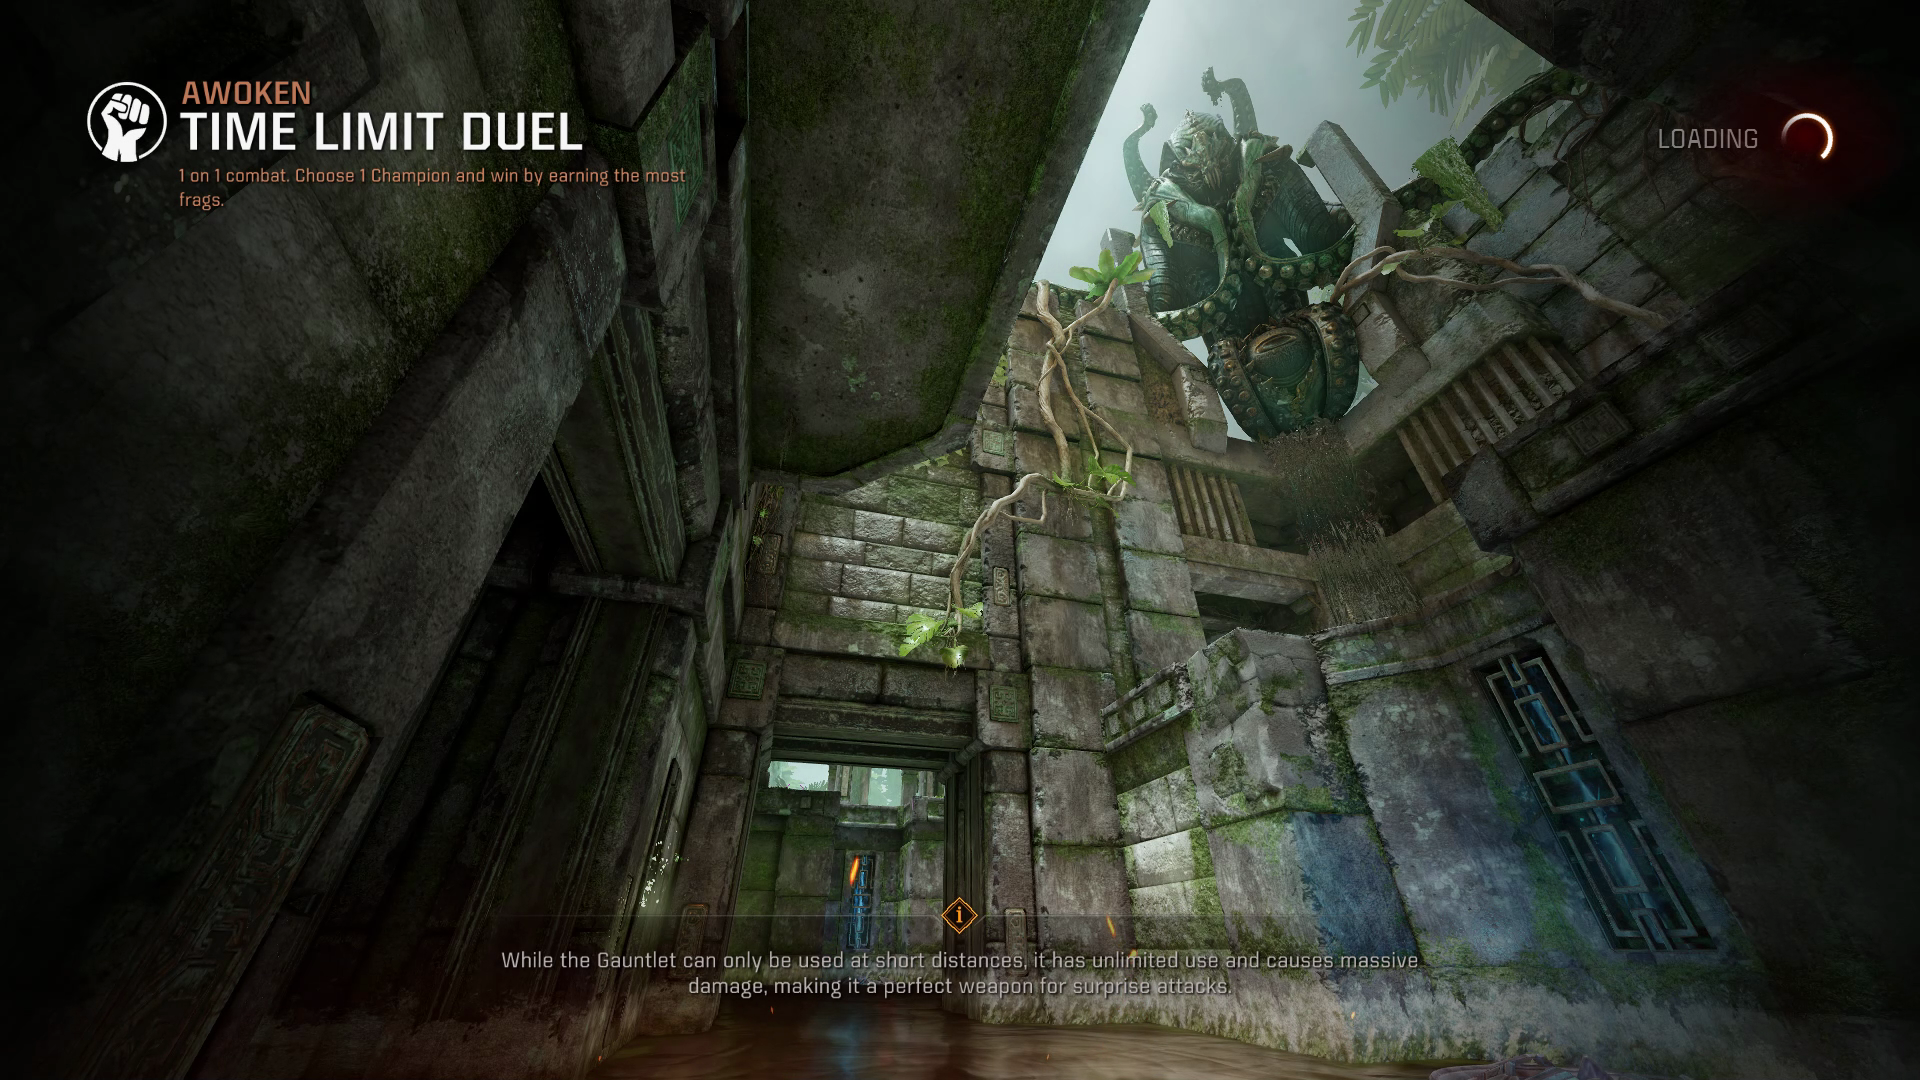 AWOKEN
TIME LIMIT DUEL
1 on 1 combat. Choose 1 Champion and win by earning the most
frags.
LOADING
i
While the Gauntlet can only be used at short distances, it has unlimited use and causes massive
damage, making it a perfect weapon for surprise attacks.